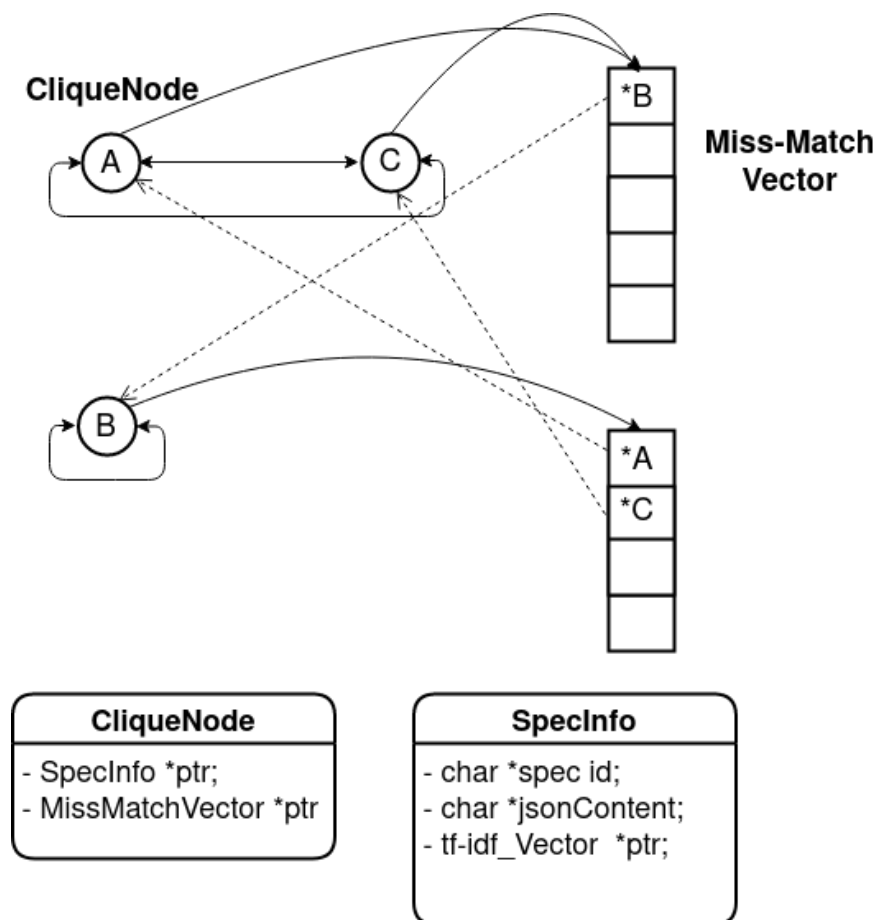 CliqueNode
A
C
*B
Miss-Match
Vector
B
*A
*C
CliqueNode
- SpecInfo *ptr;
- MissMatchVector *ptr
SpecInfo
- char *spec id;
- char *jsonContent;
- tf-idf_Vector *ptr;